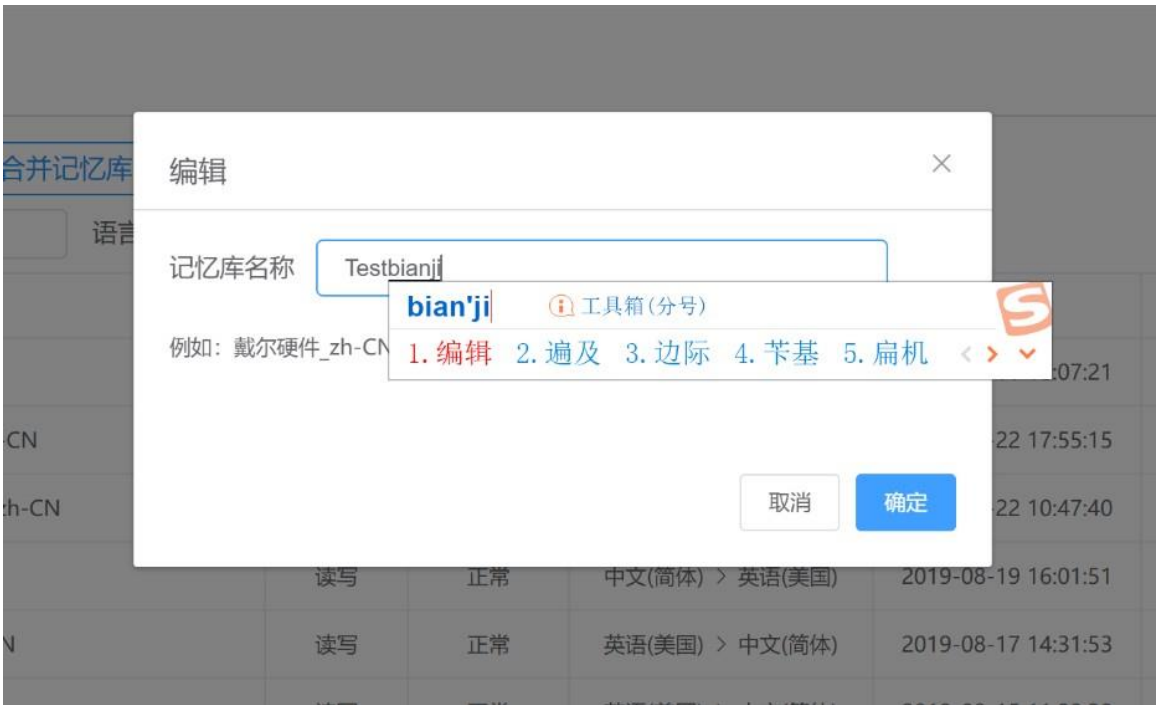 合并记忆库
编辑
语言
记忆库名称 Testbianji
bian'ji 工具箱(分号)
例如：戴尔硬件_zh-CN
1.编辑 2.遍及 3.边际 4.苄基 5.扁机
:07:21
-CN 22 17:55:15
zh-CN 22 10:47:40
取消 确定
读写 正常 中文(简体) > 英语(美国) 2019-08-19 16:01:51
N 读写 正常 英语(美国) > 中文(简体) 2019-08-17 14:31:53